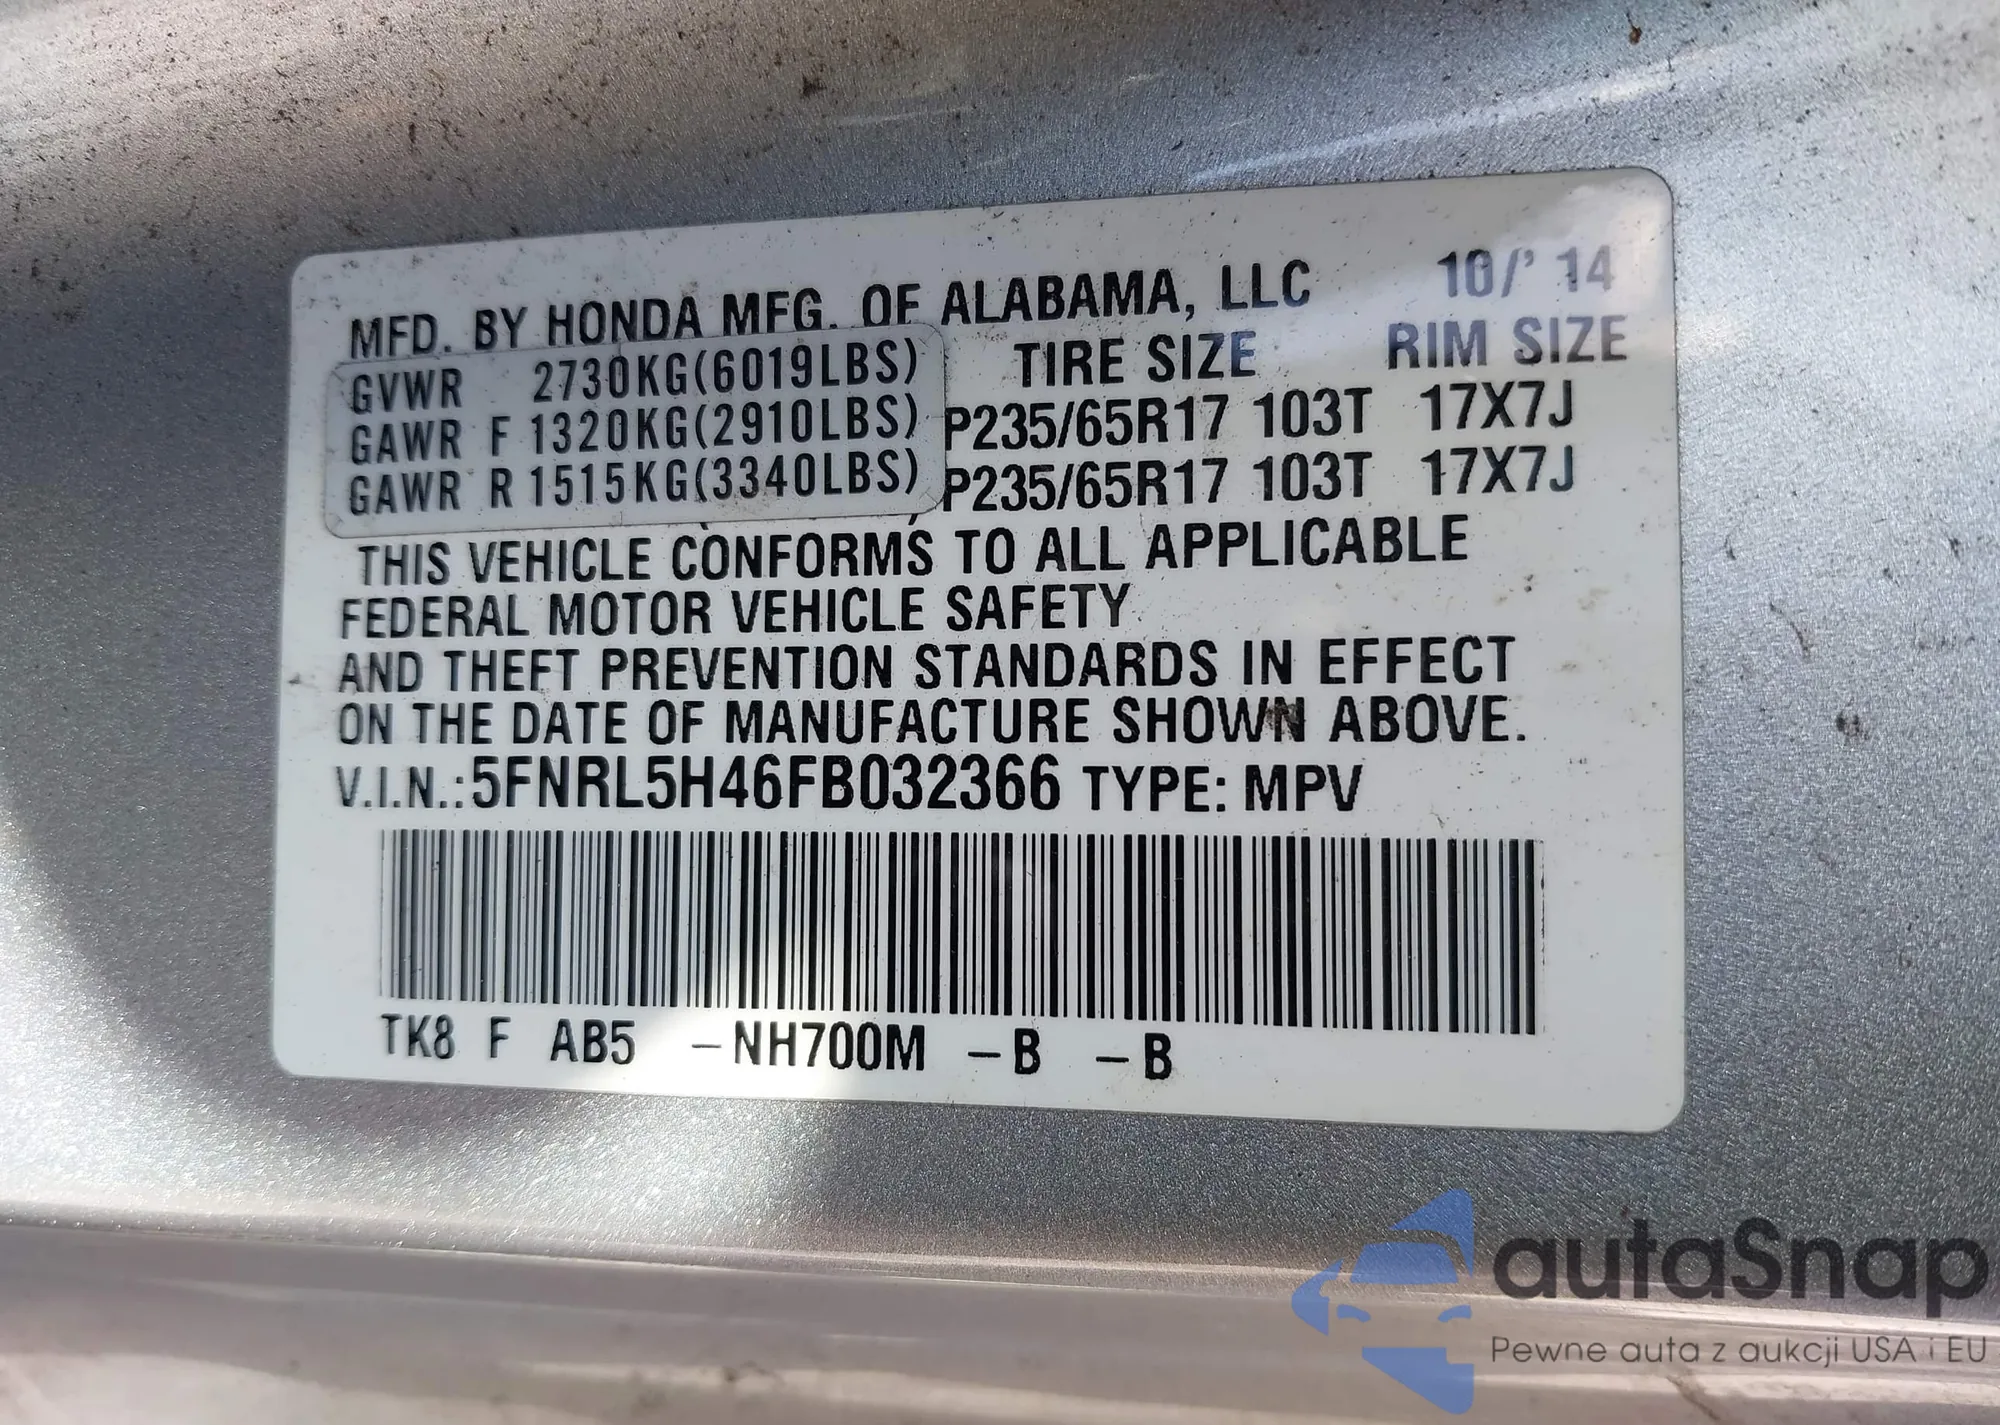 MFD. BY HONDA MFG. OF ALABAMA, LLC 10/' 14
TIRE SIZE RIM SIZE
GVWR 2730KG(6019LBS)
GAWR F 1320KG(2910LBS) P235/65R17 103T 17X7J
GAWR R 1515KG(3340LBS) P235/65R17 103T 17X7J
THIS VEHICLE CONFORMS TO ALL APPLICABLE
FEDERAL MOTOR VEHICLE SAFETY
AND THEFT PREVENTION STANDARDS IN EFFECT
ON THE DATE OF MANUFACTURE SHOWN ABOVE.
V.I.N.:5FNRL5H46FB032366 TYPE: MPV
TK8 F AB5 –NH700M –B –B
autaSnap
Pewne auta z aukcji USA i EU